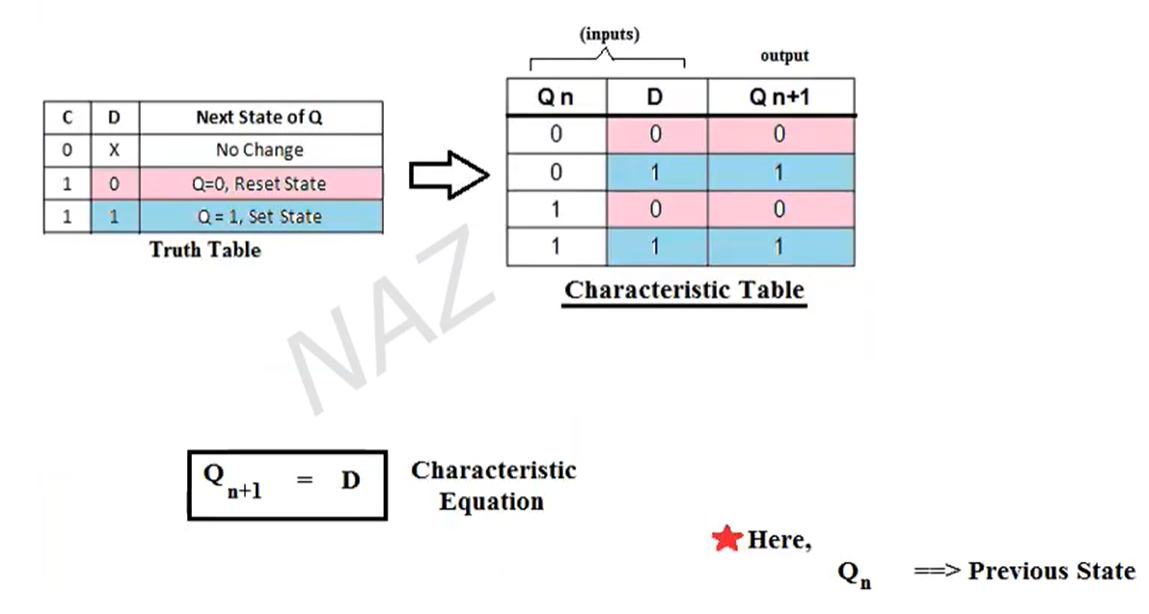 (inputs)
output
C D Next State of Q
0 X No Change
1 0 Q=0, Reset State
1 1 Q = 1, Set State
Truth Table
Q n D Q n+1
0 0 0
0 1 1
1 0 0
1 1 1
Characteristic Table
NAZ
Q n+1 = D
Characteristic
Equation
Here,
Qn ==> Previous State